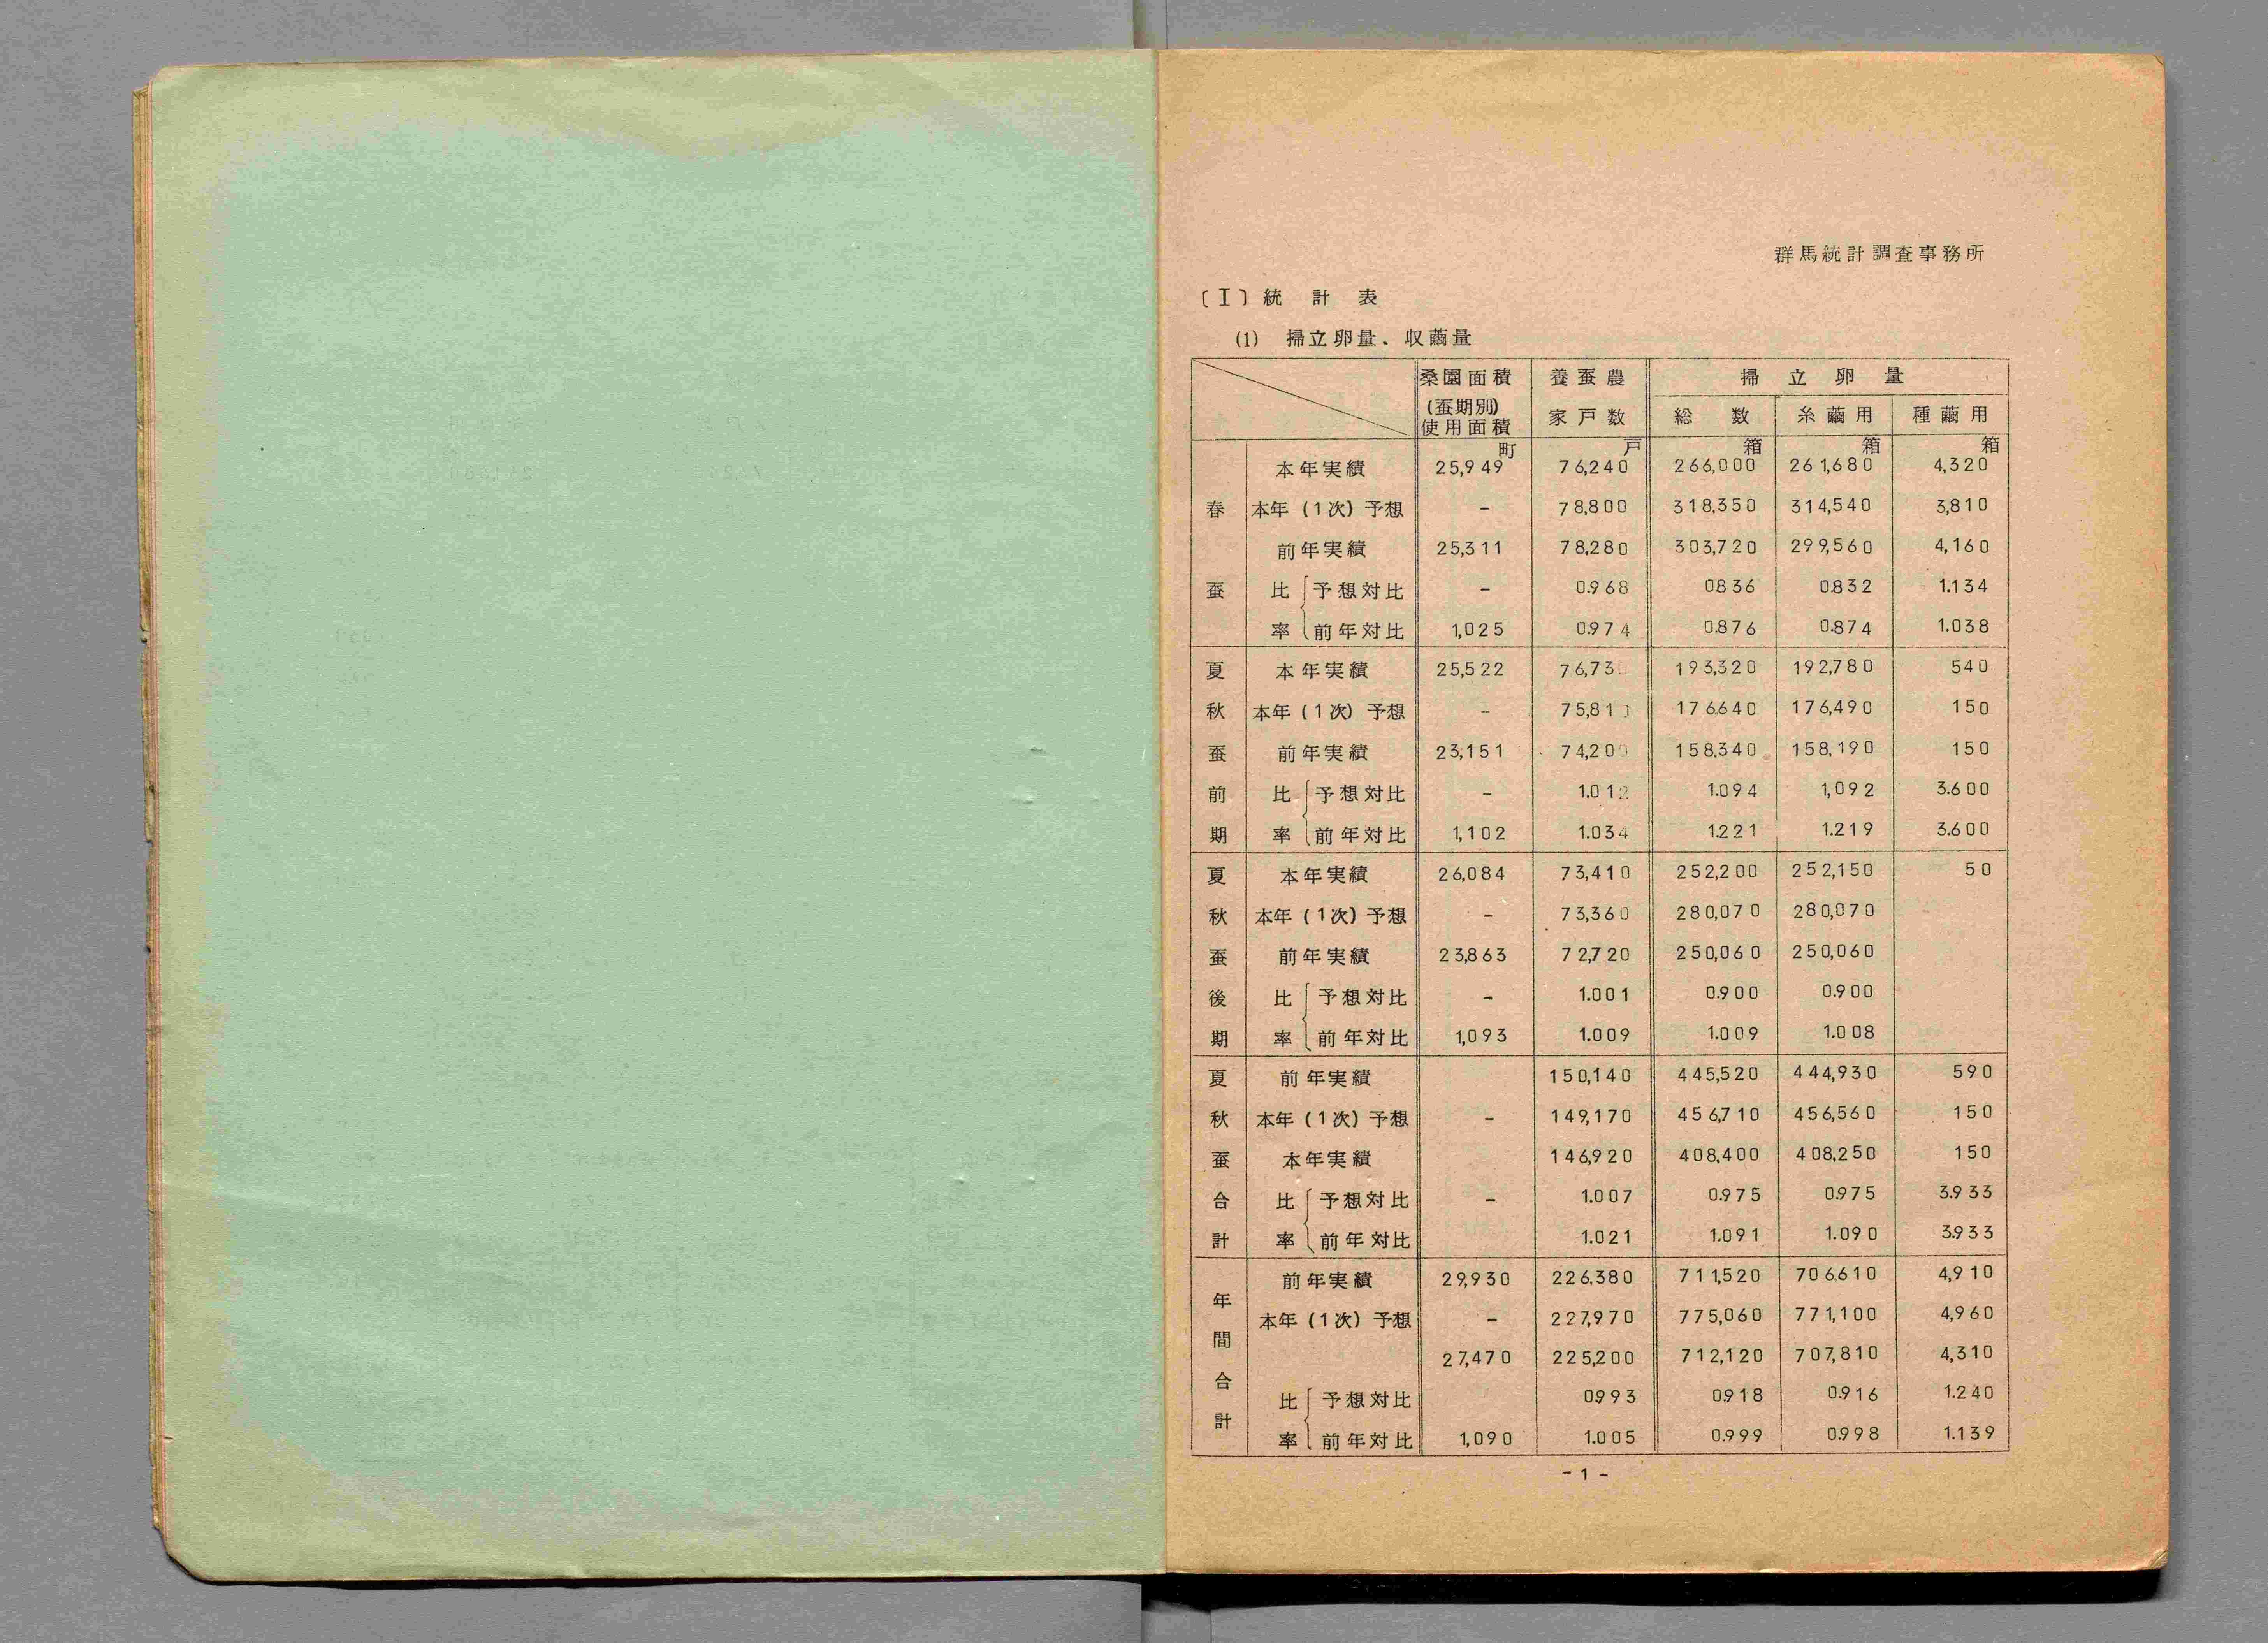 群馬統計調査事務所
〔I〕統計表
(1) 掃立卵量、収繭量
桑園面積 養蚕農 掃立卵量
(蚕期別) 使用面積 家戸数 総数 糸繭用 種繭用
町 戸 箱 箱 箱
本年実績 25,949 76,240 266,000 261,680 4,320
春 本年(1次)予想 - 78,800 318,350 314,540 3,810
前年実績 25,311 78,280 303,720 299,560 4,160
蚕 比 予想対比 - 0.968 0.836 0.832 1.134
率 前年対比 1,025 0.974 0.876 0.874 1.038
夏 本年実績 25,522 76,730 193,320 192,780 540
秋 本年(1次)予想 - 75,810 176,640 176,490 150
蚕 前年実績 23,151 74,200 158,340 158,190 150
前 比 予想対比 - 1.012 1.094 1,092 3.600
期 率 前年対比 1,102 1.034 1.221 1.219 3.600
夏 本年実績 26,084 73,410 252,200 252,150 50
秋 本年(1次)予想 - 73,360 280,070 280,070
蚕 前年実績 23,863 72,720 250,060 250,060
後 比 予想対比 - 1.001 0.900 0.900
期 率 前年対比 1,093 1.009 1.009 1.008
夏 前年実績 150,140 445,520 444,930 590
秋 本年(1次)予想 - 149,170 456,710 456,560 150
蚕 本年実績 146,920 408,400 408,250 150
合 比 予想対比 - 1.007 0.975 0.975 3.933
計 率 前年対比 1.021 1.091 1.090 3.933
前年実績 29,930 226,380 711,520 706,610 4,910
年 本年(1次)予想 - 227,970 775,060 771,100 4,960
間 27,470 225,200 712,120 707,810 4,310
合 比 予想対比 0.993 0.918 0.916 1.240
計 率 前年対比 1,090 1.005 0.999 0.998 1.139
- 1 -